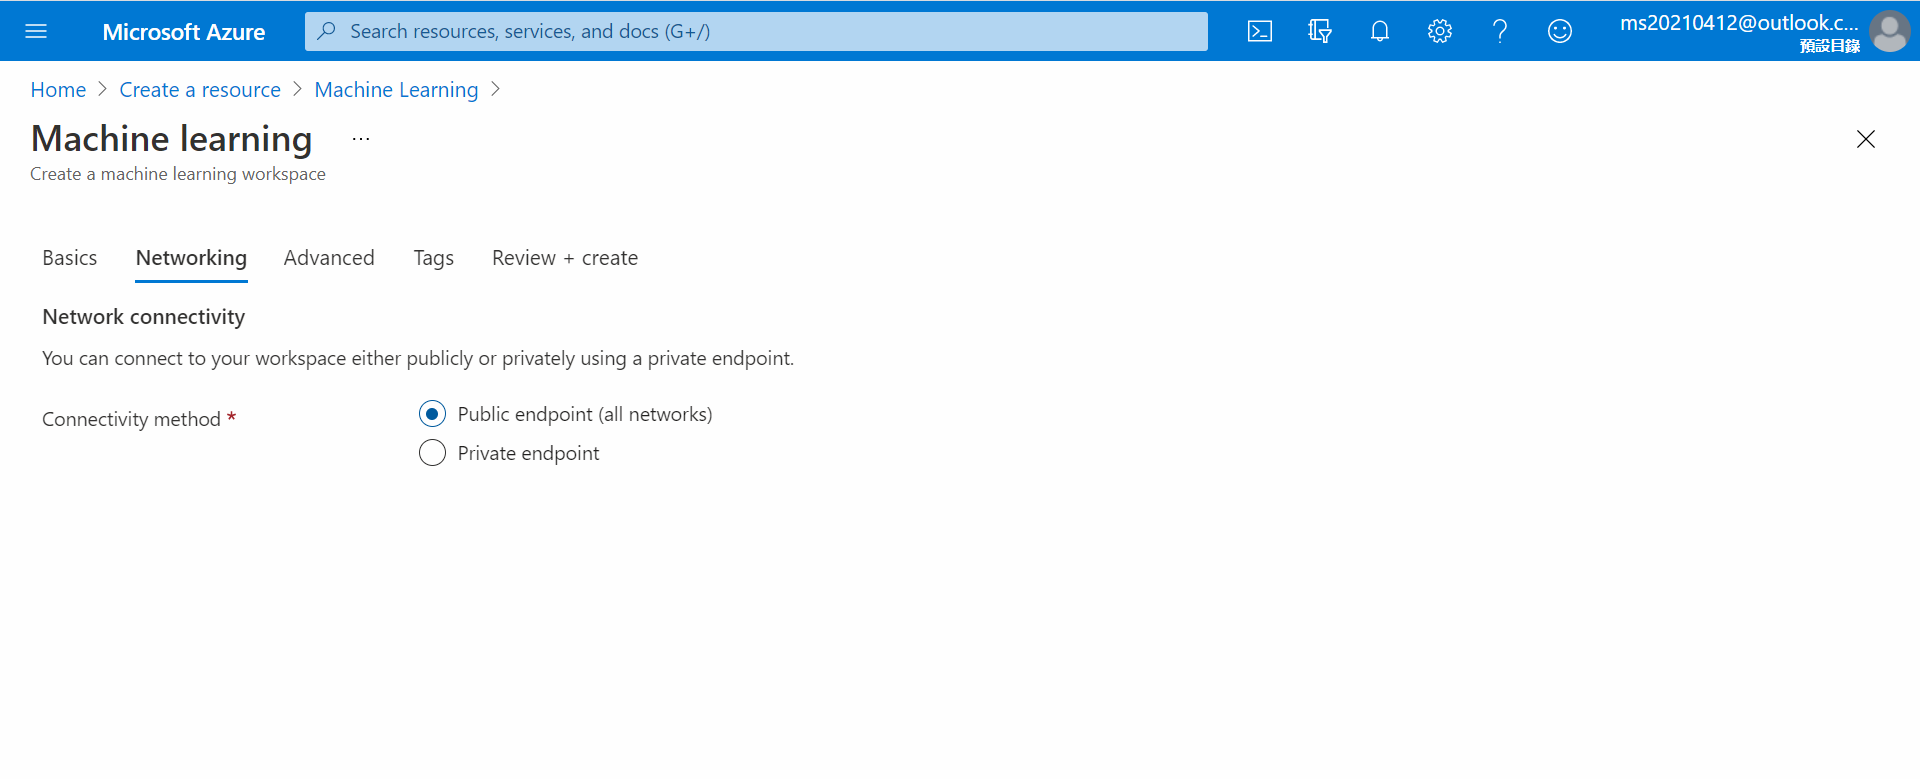 Microsoft Azure
Search resources, services, and docs (G+/)
ms20210412@outlook.c...
預設目錄
Home > Create a resource > Machine Learning >
Machine learning ...
Create a machine learning workspace
Basics Networking Advanced Tags Review + create
Network connectivity
You can connect to your workspace either publicly or privately using a private endpoint.
Connectivity method *
Public endpoint (all networks)
Private endpoint